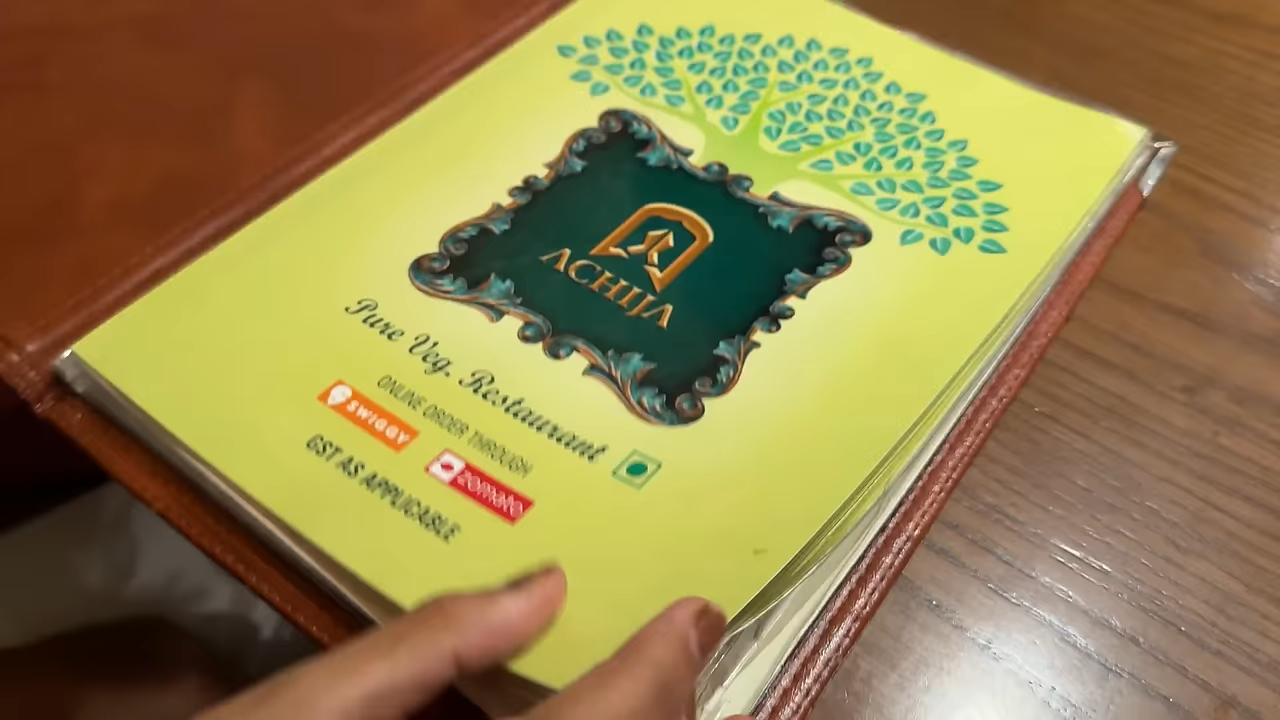 ACHIJA
Pure Veg. Restaurant
ONLINE ORDER THROUGH
SWIGGY
zomato
GST AS APPLICABLE